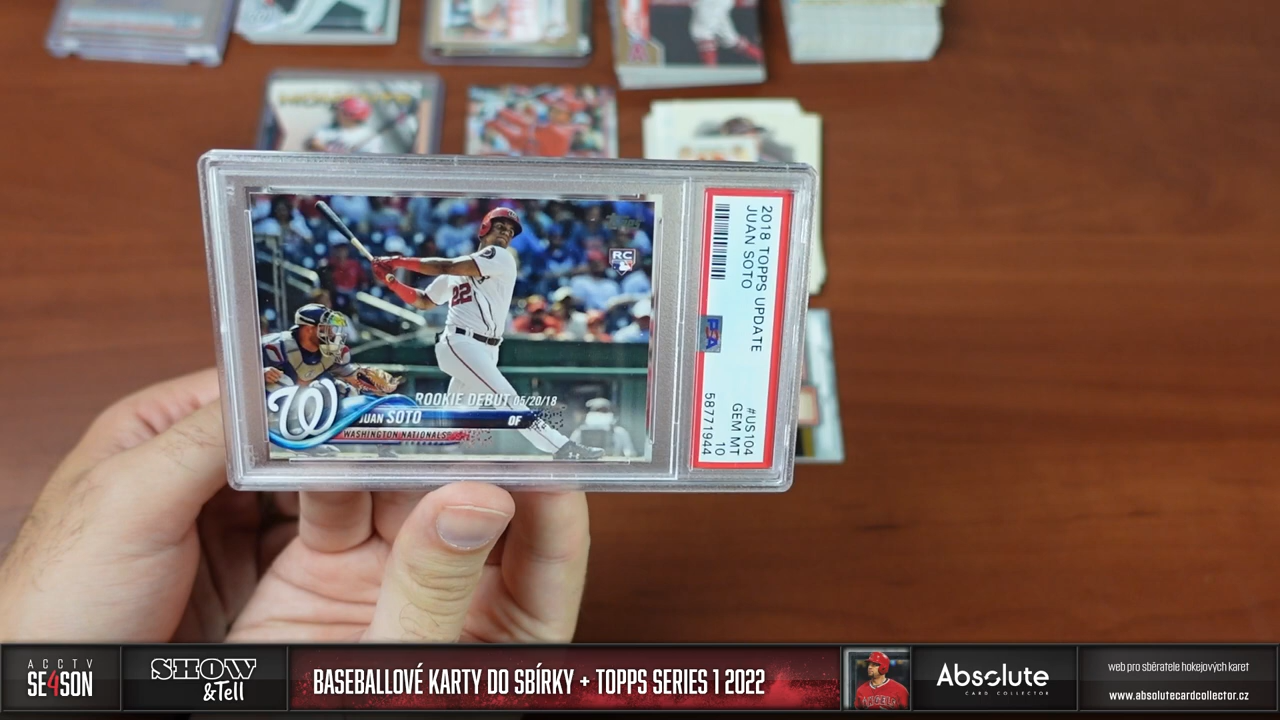 RC
22
ROOKIE DEBUT 05/20/18
JUAN SOTO
OF
WASHINGTON NATIONALS
2018 TOPPS UPDATE
#US104
JUAN SOTO
GEM MT
10
PSA
58771944
ACCTV
SE4SON
SHOW
&Tell
BASEBALLOVÉ KARTY DO SBÍRKY + TOPPS SERIES 1 2022
ANGELS
Absolute
CARD COLLECTOR
web pro sběratele hokejových karet
www.absolutecardcollector.cz